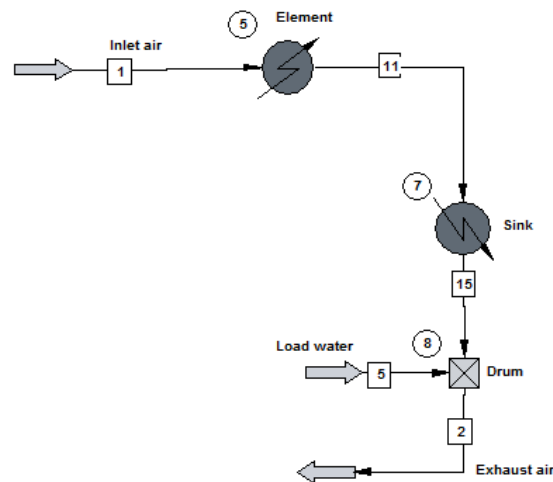 5
Element
Inlet air
1
11
7
Sink
15
Load water
8
5
Drum
2
Exhaust air